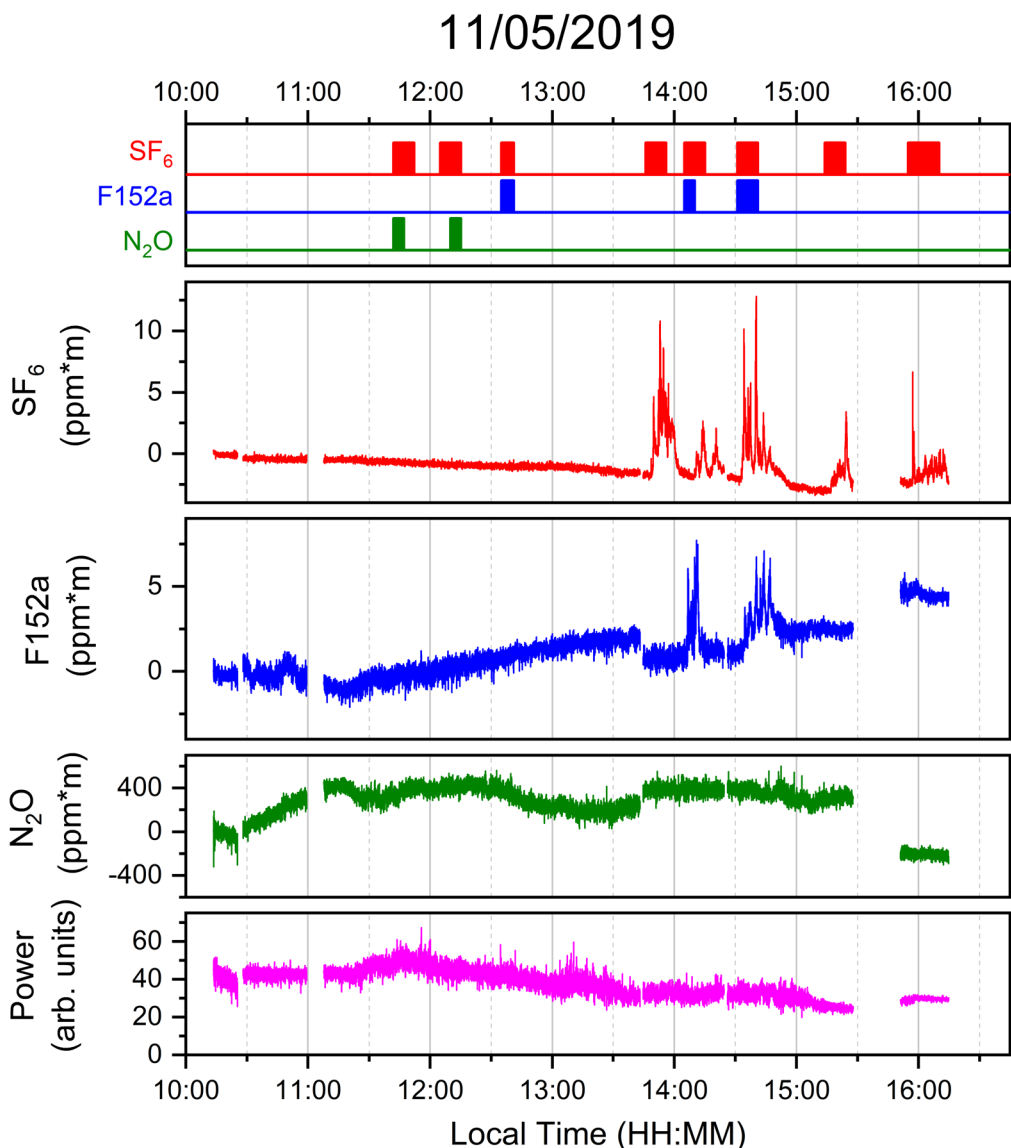 11/05/2019
10:00 11:00 12:00 13:00 14:00 15:00 16:00
SF₆
F152a
N₂O
SF₆
(ppm*m)
10
5
0
F152a
(ppm*m)
5
0
N₂O
(ppm*m)
400
0
-400
Power
(arb. units)
60
40
20
0
10:00 11:00 12:00 13:00 14:00 15:00 16:00
Local Time (HH:MM)